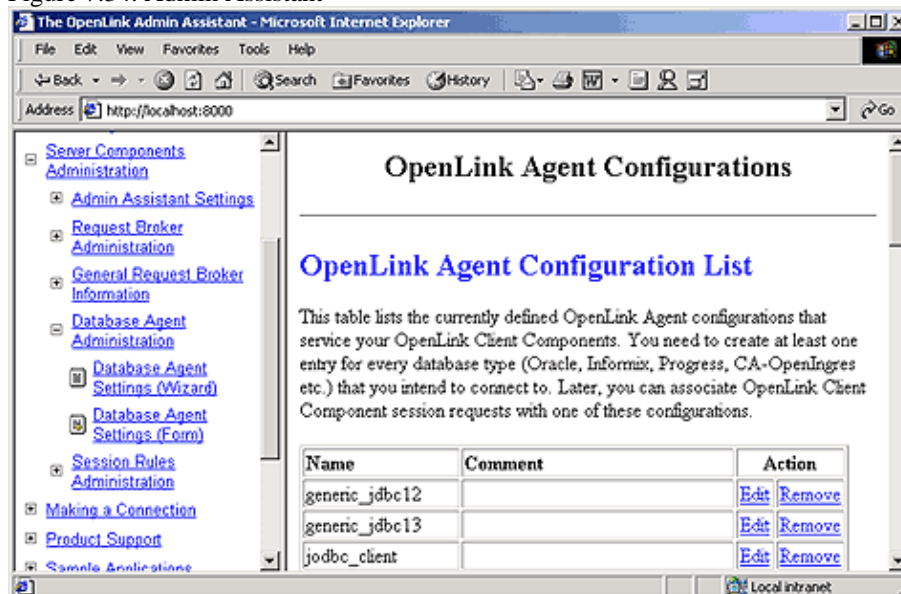 Figure 7.34. Admin Assistant
The OpenLink Admin Assistant - Microsoft Internet Explorer
File Edit View Favorites Tools Help
Back Search Favorites History
Address http://localhost:8000 Go
Server Components
Administration
Admin Assistant Settings
Request Broker
Administration
General Request Broker
Information
Database Agent
Administration
Database Agent
Settings (Wizard)
Database Agent
Settings (Form)
Session Rules
Administration
Making a Connection
Product Support
Sample Applications
OpenLink Agent Configurations
OpenLink Agent Configuration List
This table lists the currently defined OpenLink Agent configurations that
service your OpenLink Client Components. You need to create at least one
entry for every database type (Oracle, Informix, Progress, CA-OpenIngres
etc.) that you intend to connect to. Later, you can associate OpenLink Client
Component session requests with one of these configurations.
Name Comment Action
generic_jdbc12 Edit Remove
generic_jdbc13 Edit Remove
jodbc_client Edit Remove
Local intranet